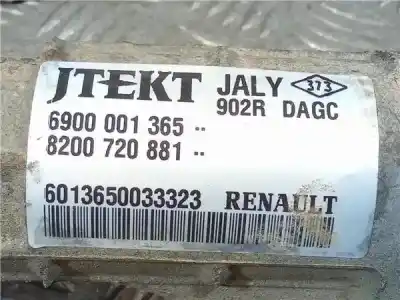 JTEKT JALY 373
902R DAGC
6900 001 365 ..
8200 720 881 ..
6013650033323 RENAULT